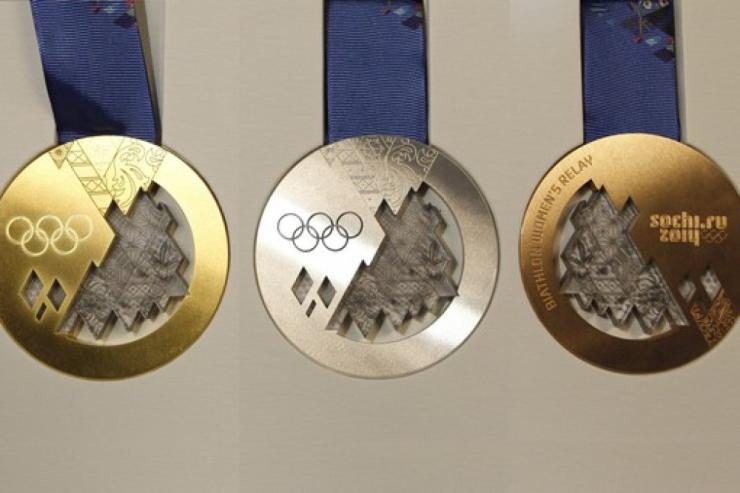 BIATHLON WOMEN'S RELAY
sochi.ru
2014